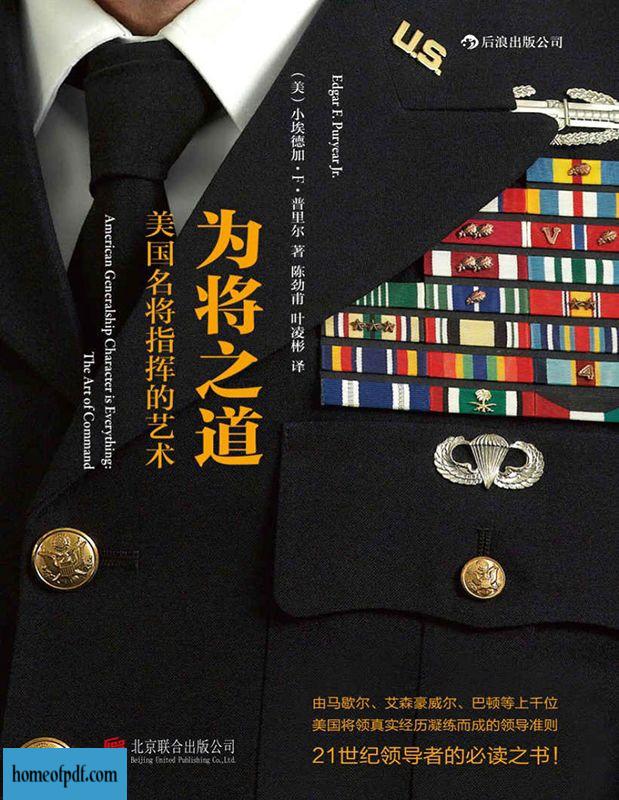 U.S.
后浪出版公司
Edgar F. Puryear Jr.
(美)小埃德加·F·普里尔 著 陈劲甫 叶凌彬 译
为将之道
美国名将指挥的艺术
American Generalship Character is Everything:
The Art of Command
V
4
由马歇尔、艾森豪威尔、巴顿等上千位
美国将领真实经历凝练而成的领导准则
21世纪领导者的必读之书!
北京联合出版公司
Beijing United Publishing Co.,Ltd.
homeofpdf.com